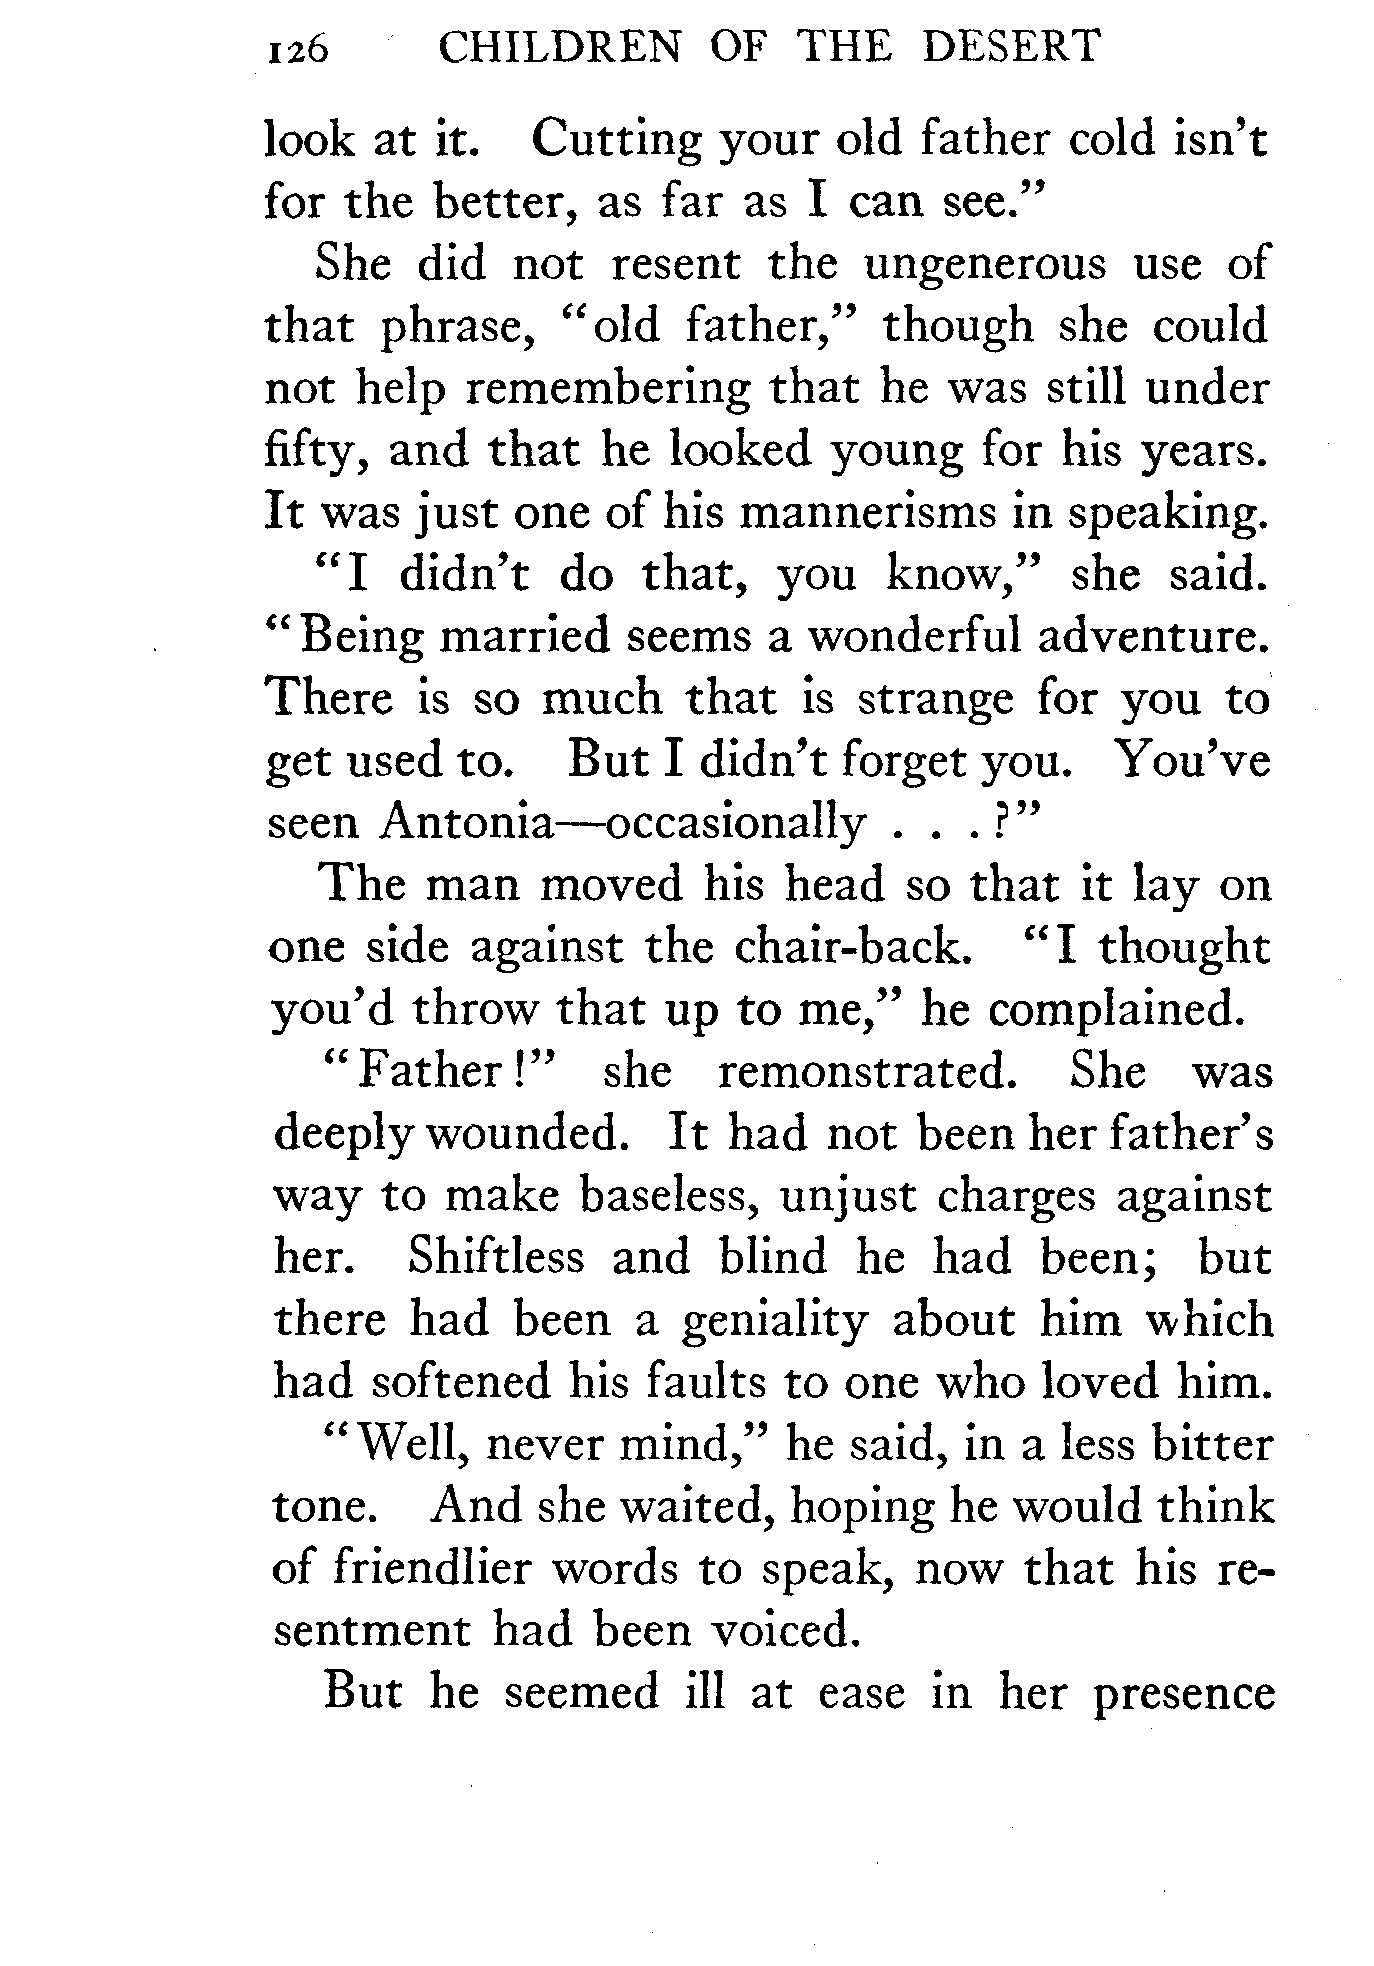 126 CHILDREN OF THE DESERT
look at it. Cutting your old father cold isn't
for the better, as far as I can see.”
She did not resent the ungenerous use of
that phrase, “old father,” though she could
not help remembering that he was still under
fifty, and that he looked young for his years.
It was just one of his mannerisms in speaking.
“I didn't do that, you know,” she said.
“Being married seems a wonderful adventure.
There is so much that is strange for you to
get used to. But I didn't forget you. You've
seen Antonia—occasionally . . . ?”
The man moved his head so that it lay on
one side against the chair-back. “I thought
you'd throw that up to me,” he complained.
“Father!” she remonstrated. She was
deeply wounded. It had not been her father's
way to make baseless, unjust charges against
her. Shiftless and blind he had been; but
there had been a geniality about him which
had softened his faults to one who loved him.
“Well, never mind,” he said, in a less bitter
tone. And she waited, hoping he would think
of friendlier words to speak, now that his re-
sentment had been voiced.
But he seemed ill at ease in her presence